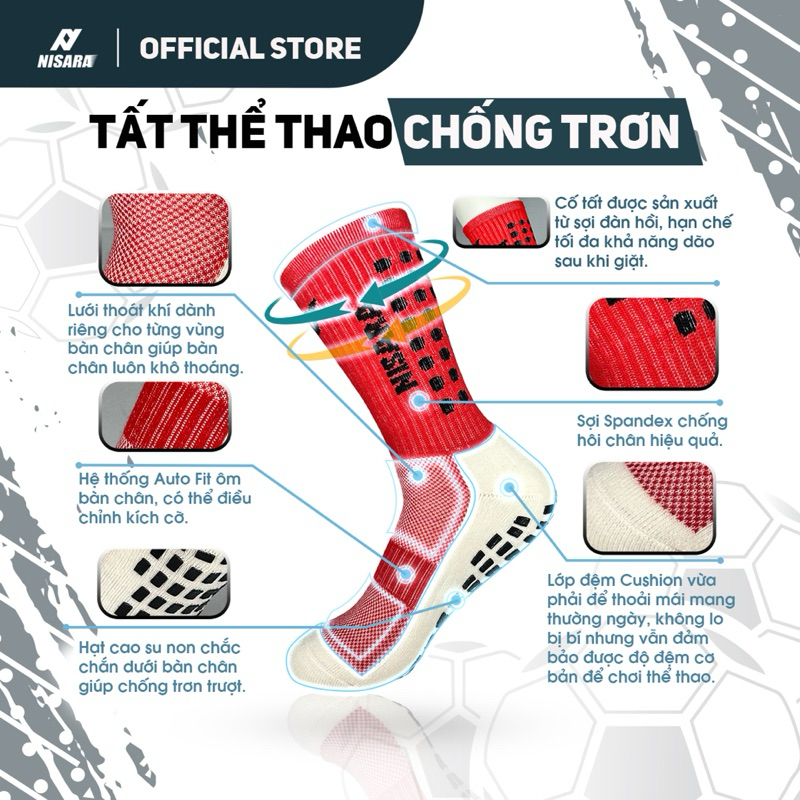 NISARA
OFFICIAL STORE
TẤT THỂ THAO CHỐNG TRƠN
Lưới thoát khí dành
riêng cho từng vùng
bàn chân giúp bàn
chân luôn khô thoáng.
Hệ thống Auto Fit ôm
bàn chân, có thể điều
chỉnh kích cỡ.
Hạt cao su non chắc
chắn dưới bàn chân
giúp chống trơn trượt.
NISARA
Cổ tất được sản xuất
từ sợi đàn hồi, hạn chế
tối đa khả năng dão
sau khi giặt.
Sợi Spandex chống
hôi chân hiệu quả.
Lớp đệm Cushion vừa
phải để thoải mái mang
thường ngày, không lo
bị bí nhưng vẫn đảm
bảo được độ đệm cơ
bản để chơi thể thao.